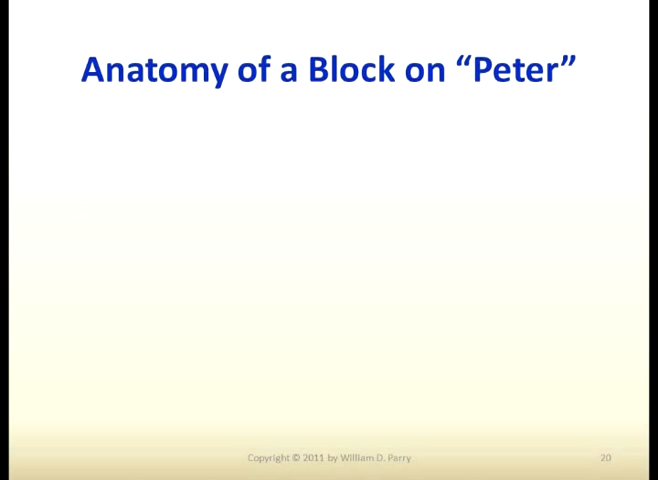 Anatomy of a Block on “Peter”
Copyright © 2011 by William D. Parry
20